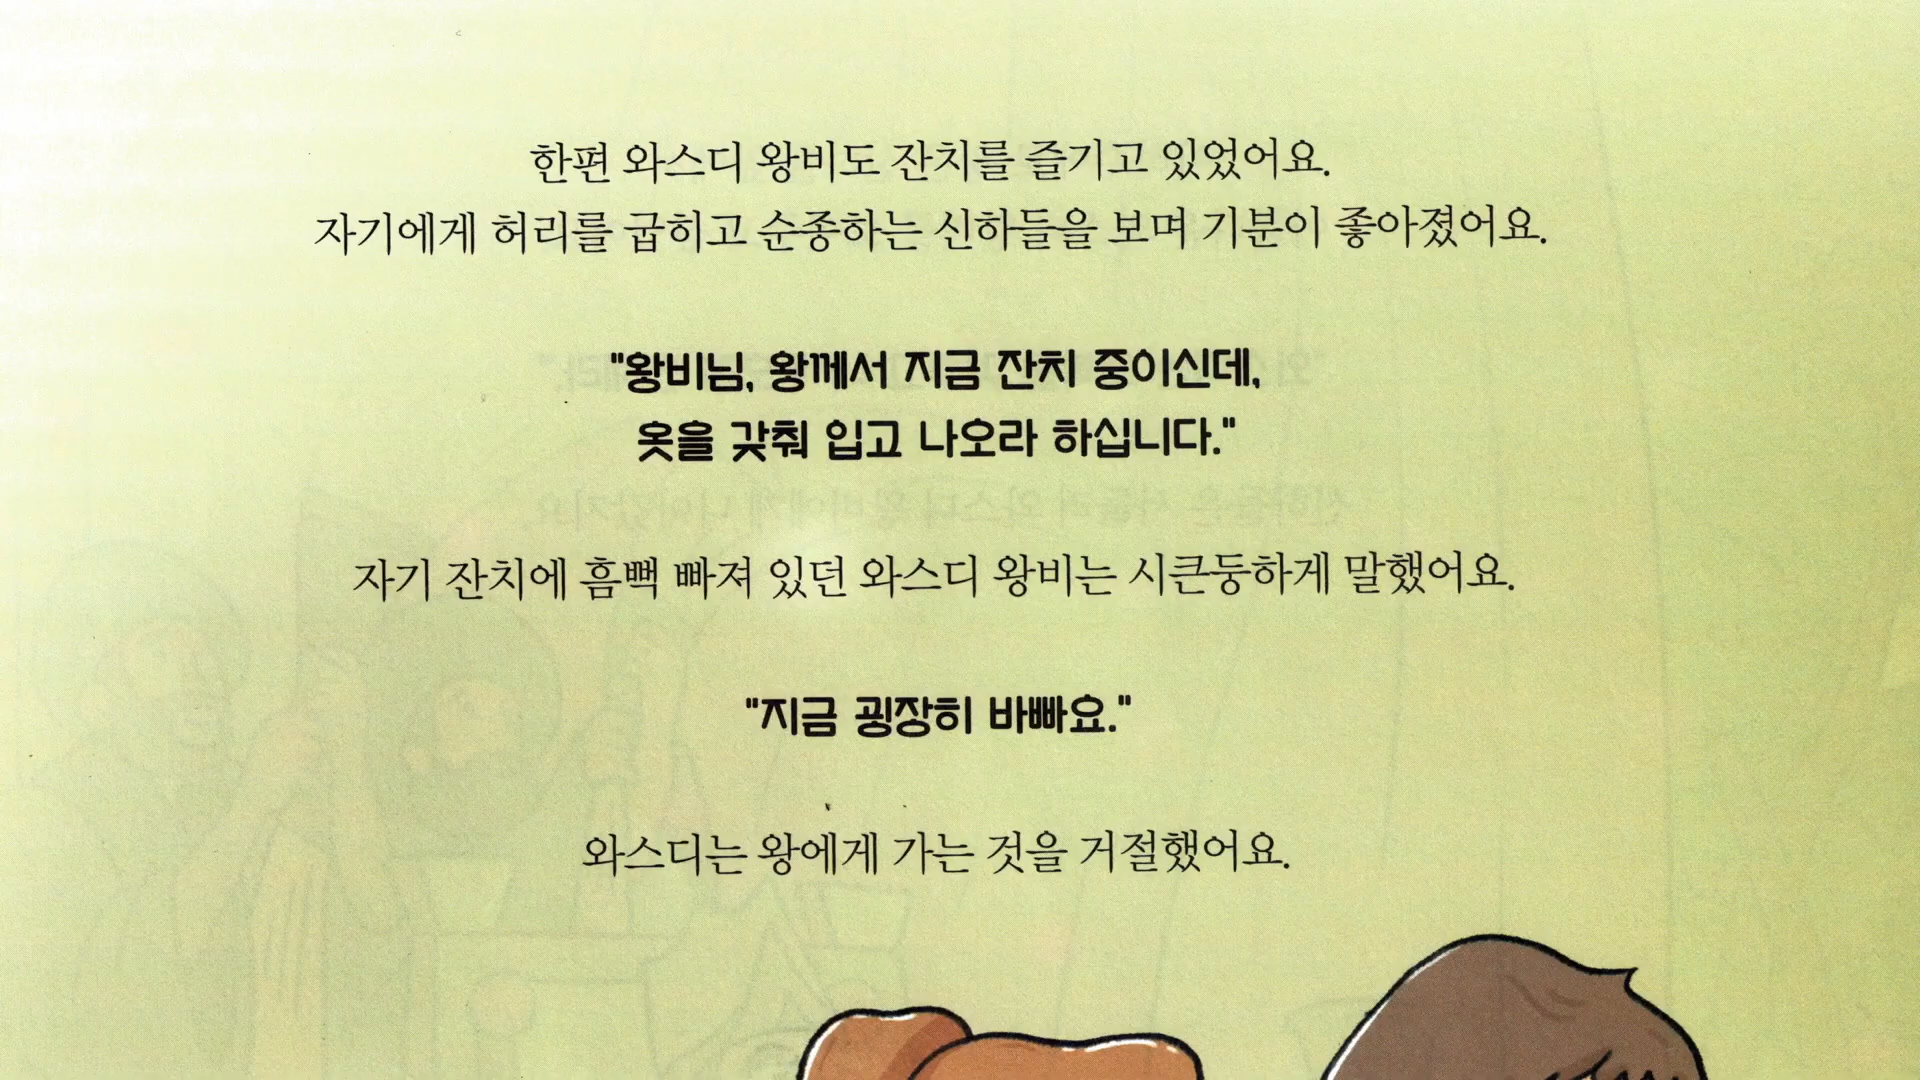 한편 와스디 왕비도 잔치를 즐기고 있었어요.
자기에게 허리를 굽히고 순종하는 신하들을 보며 기분이 좋아졌어요.
"왕비님, 왕께서 지금 잔치 중이신데,
옷을 갖춰 입고 나오라 하십니다."
자기 잔치에 흠뻑 빠져 있던 와스디 왕비는 시큰둥하게 말했어요.
"지금 굉장히 바빠요."
와스디는 왕에게 가는 것을 거절했어요.